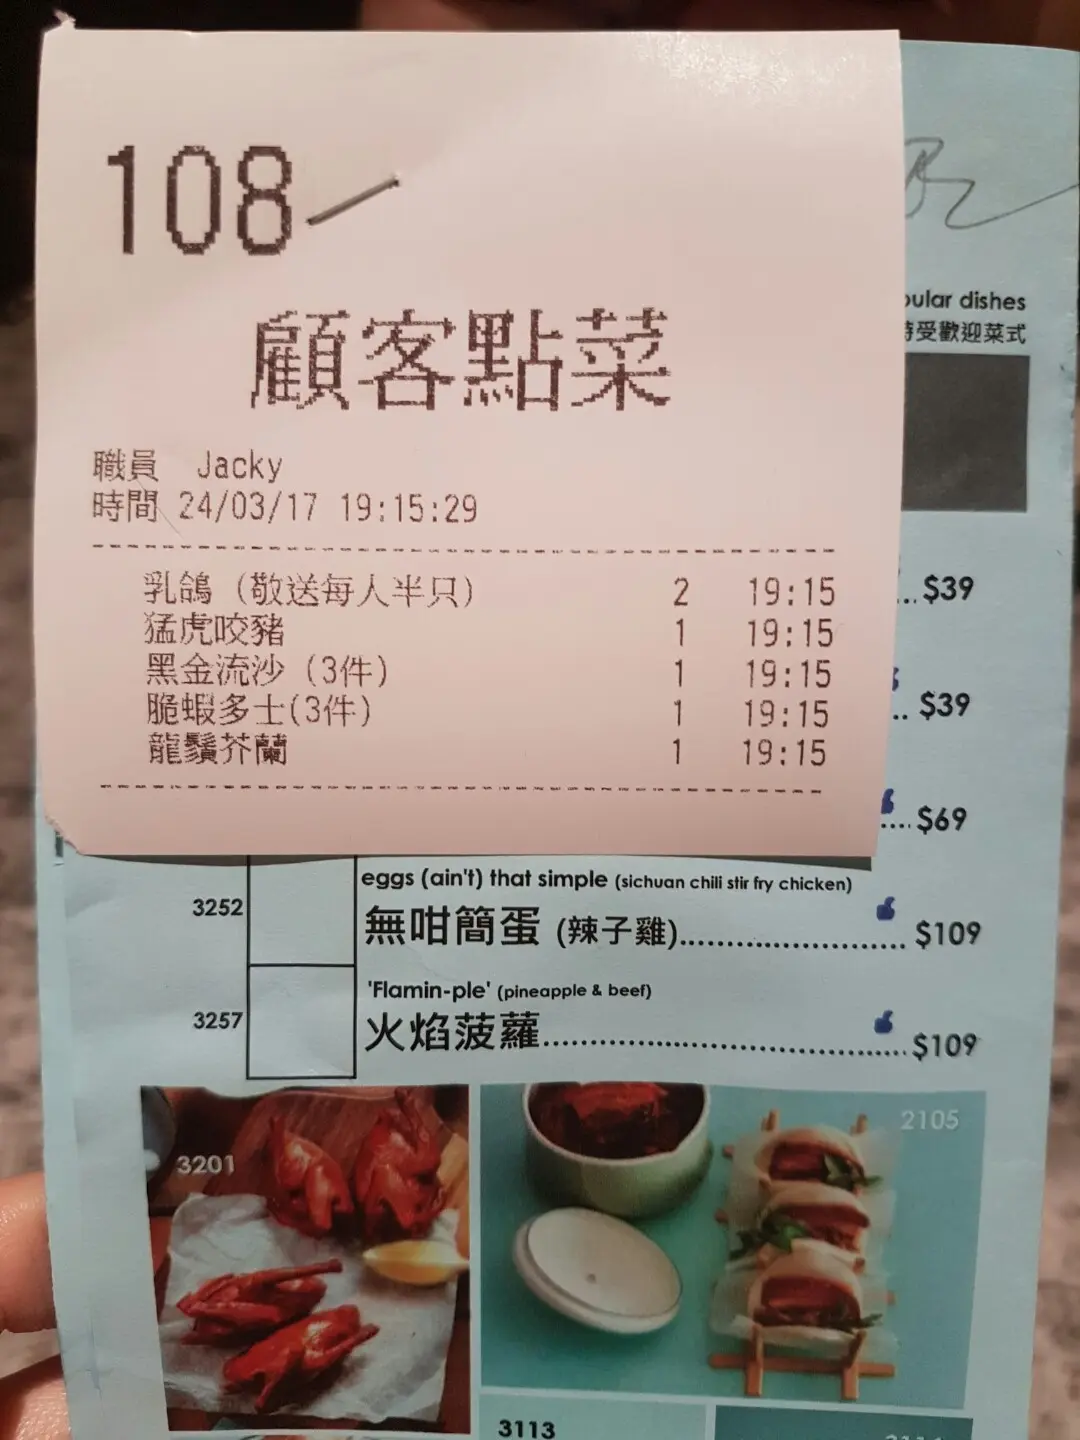 108
顧客點菜
職員 Jacky
時間 24/03/17 19:15:29
乳鴿 (敬送每人半只) 2 19:15
猛虎咬豬 1 19:15
黑金流沙 (3件) 1 19:15
脆蝦多士(3件) 1 19:15
龍鬚芥蘭 1 19:15
dishes
受歡迎菜式
$39
$39
$69
eggs (ain't) that simple (sichuan chili stir fry chicken)
3252 無咁簡蛋 (辣子雞) $109
'Flamin-ple' (pineapple & beef)
3257 火焰菠蘿 $109
3201
2105
3113